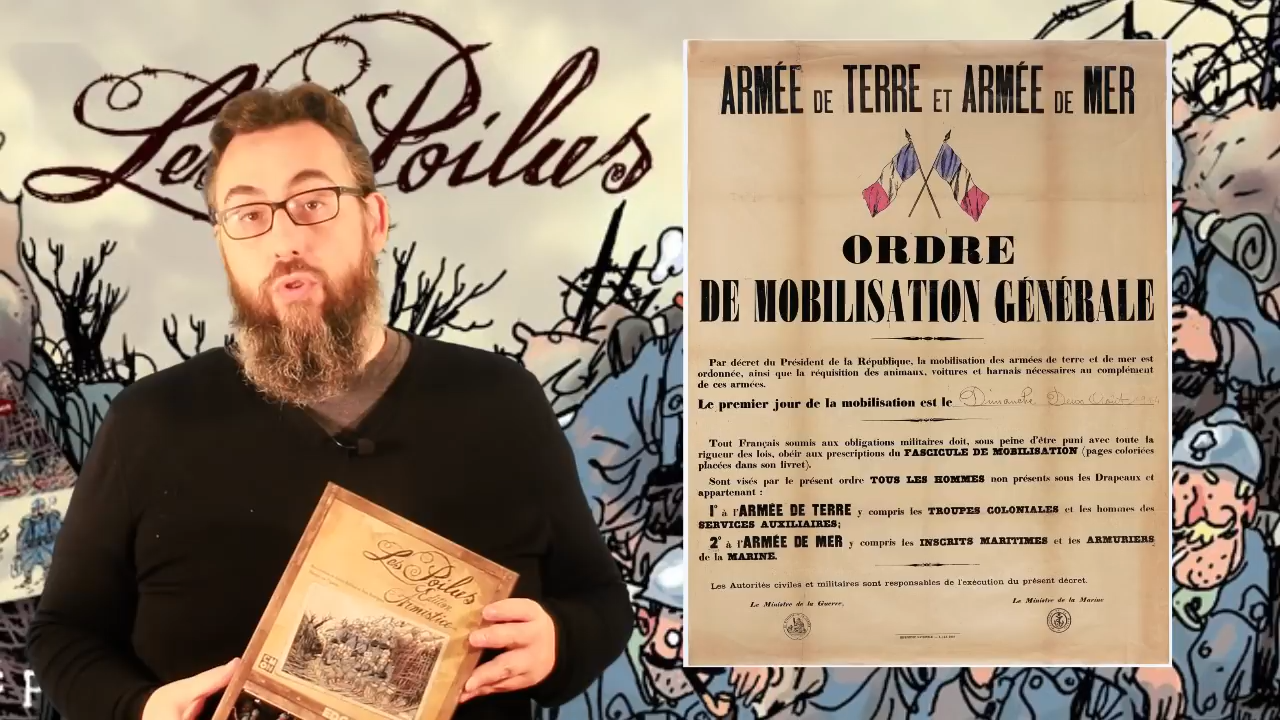 Les Poilus
ARMÉE DE TERRE ET ARMÉE DE MER
ORDRE
DE MOBILISATION GÉNÉRALE
Par décret du Président de la République, la mobilisation des armées de terre et de mer est
ordonnée, ainsi que la réquisition des animaux, voitures et harnais nécessaires au complément
de ces armées.
Le premier jour de la mobilisation est le Dimanche Deux Août 1914
Tout Français soumis aux obligations militaires doit, sous peine d'être puni avec toute la
rigueur des lois, obéir aux prescriptions du FASCICULE DE MOBILISATION (pages coloriées
placées dans son livret).
Sont visés par le présent ordre TOUS LES HOMMES non présents sous les Drapeaux et
appartenant :
1° à l'ARMÉE DE TERRE y compris les TROUPES COLONIALES et les hommes des
SERVICES AUXILIAIRES;
2° à l'ARMÉE DE MER y compris les INSCRITS MARITIMES et les ARMURIERS
de la MARINE.
Les Autorités civiles et militaires sont responsables de l'exécution du présent décret.
Le Ministre de la Guerre,
Le Ministre de la Marine
Les Poilus
Edition
Armistice
CM
ON